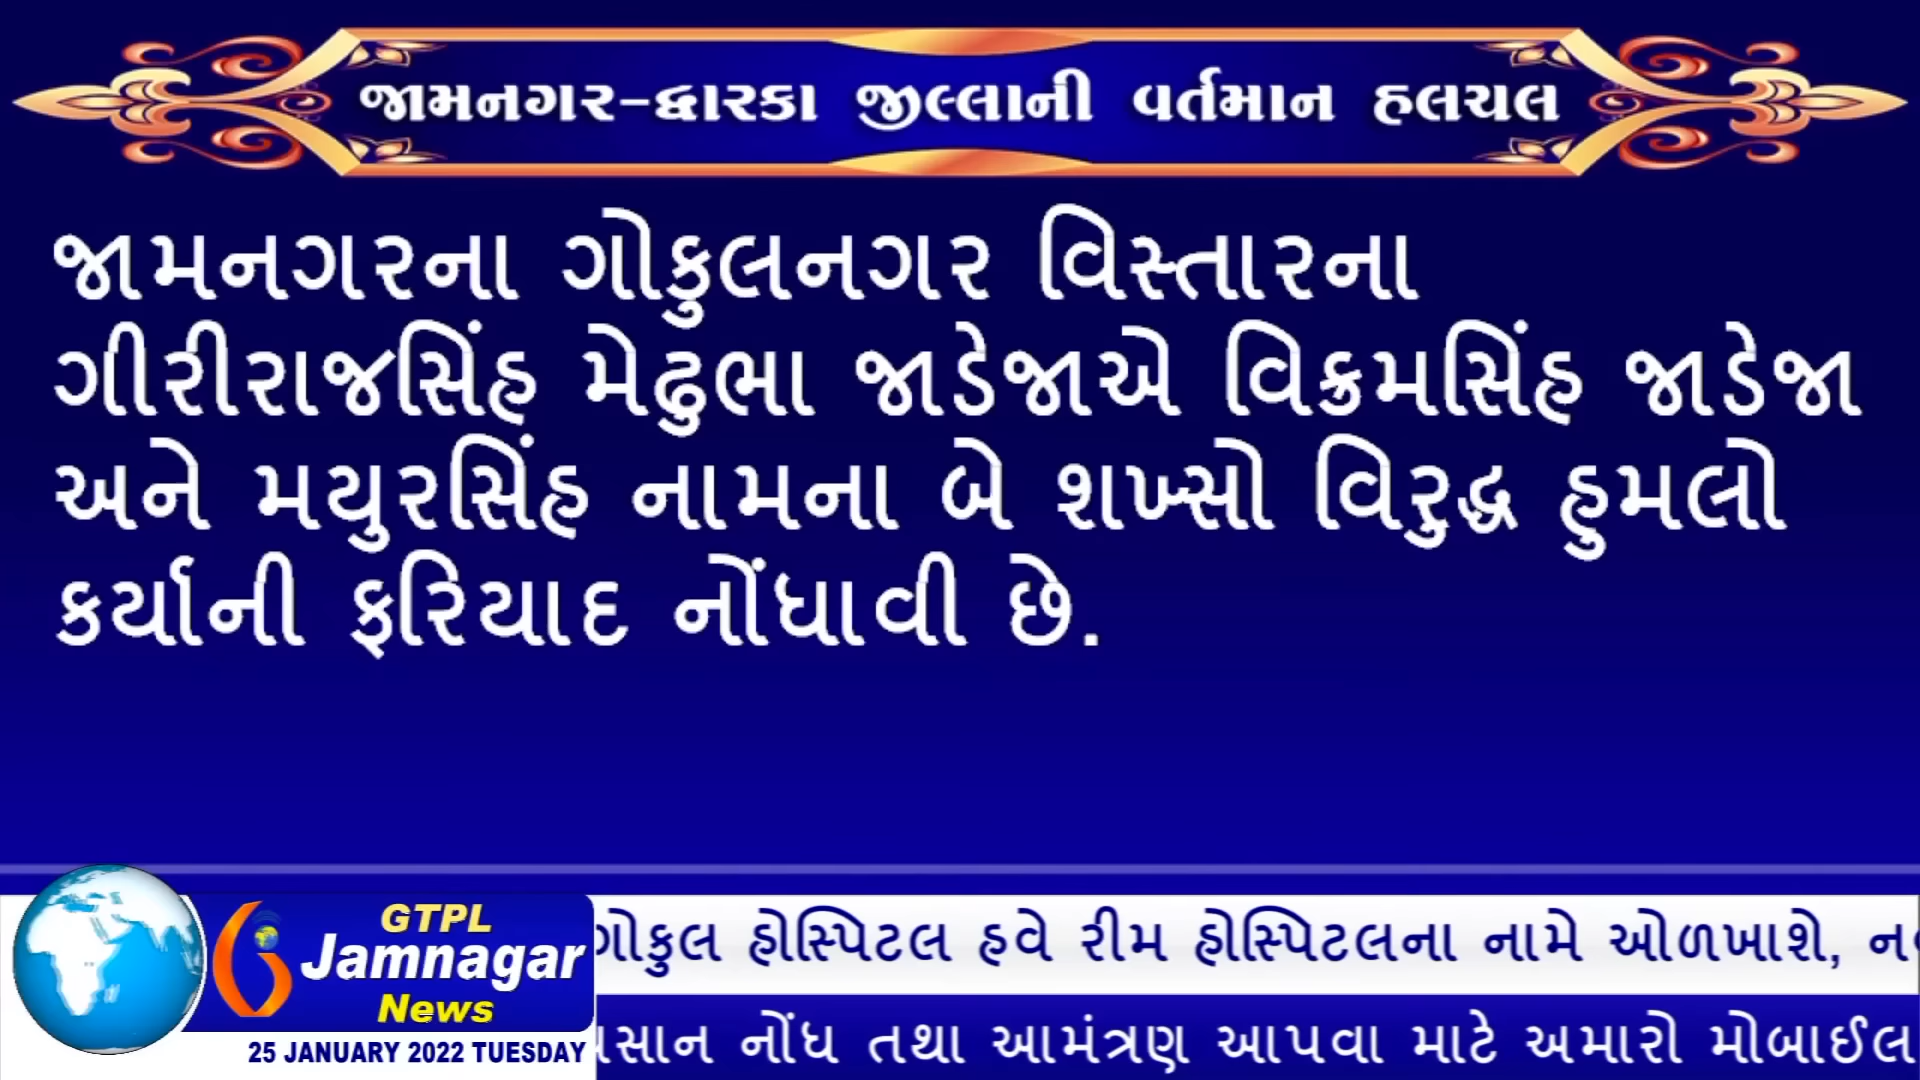 જામનગર-દ્વારકા જીલ્લાની વર્તમાન હલચલ
જામનગરના ગોકુલનગર વિસ્તારના
ગીરીરાજસિંહ મેઢુભા જાડેજાએ વિક્રમસિંહ જાડેજા
અને મયુરસિંહ નામના બે શખ્સો વિરુદ્ધ હુમલો
કર્યાની ફરિયાદ નોંધાવી છે.
GTPL
Jamnagar
News
25 JANUARY 2022 TUESDAY
ગોકુલ હોસ્પિટલ હવે રીમ હોસ્પિટલના નામે ઓળખાશે,
નોંધ તથા આમંત્રણ આપવા માટે અમારો મોબાઈલ